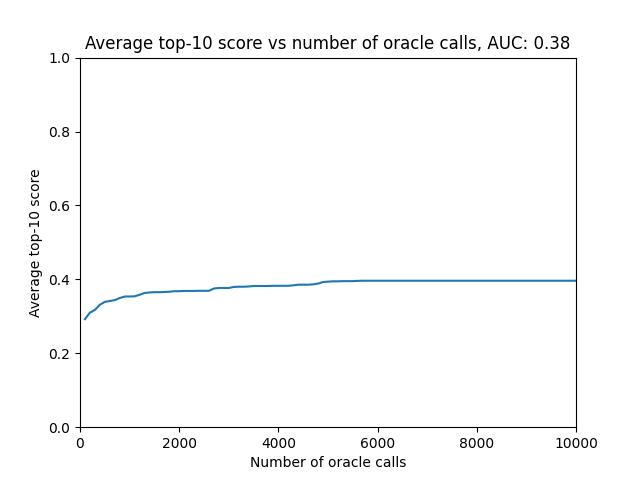 Average top-10 score vs number of oracle calls, AUC: 0.38
1.0
0.8
0.6
0.4
0.2
0.0
Average top-10 score
0 2000 4000 6000 8000 10000
Number of oracle calls